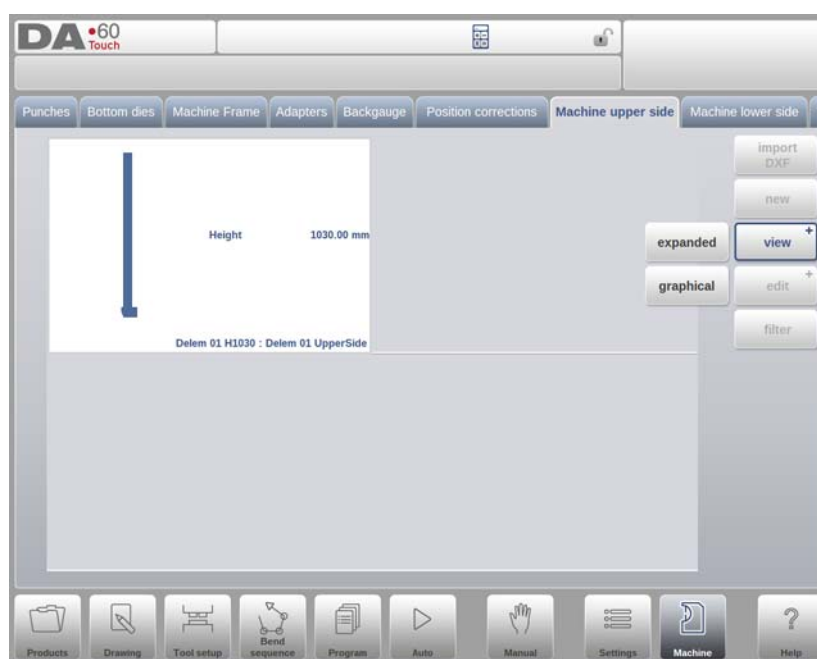 DA 60
Touch
Punches
Bottom dies
Machine Frame
Adapters
Backgauge
Position corrections
Machine upper side
Machine lower side
import
DXF
new
Height 1030.00 mm
expanded
view +
graphical
edit +
filter
Delem 01 H1030 : Delem 01 UpperSide
Products
Drawing
Tool setup
Bend
sequence
Program
Auto
Manual
Settings
Machine
?
Help